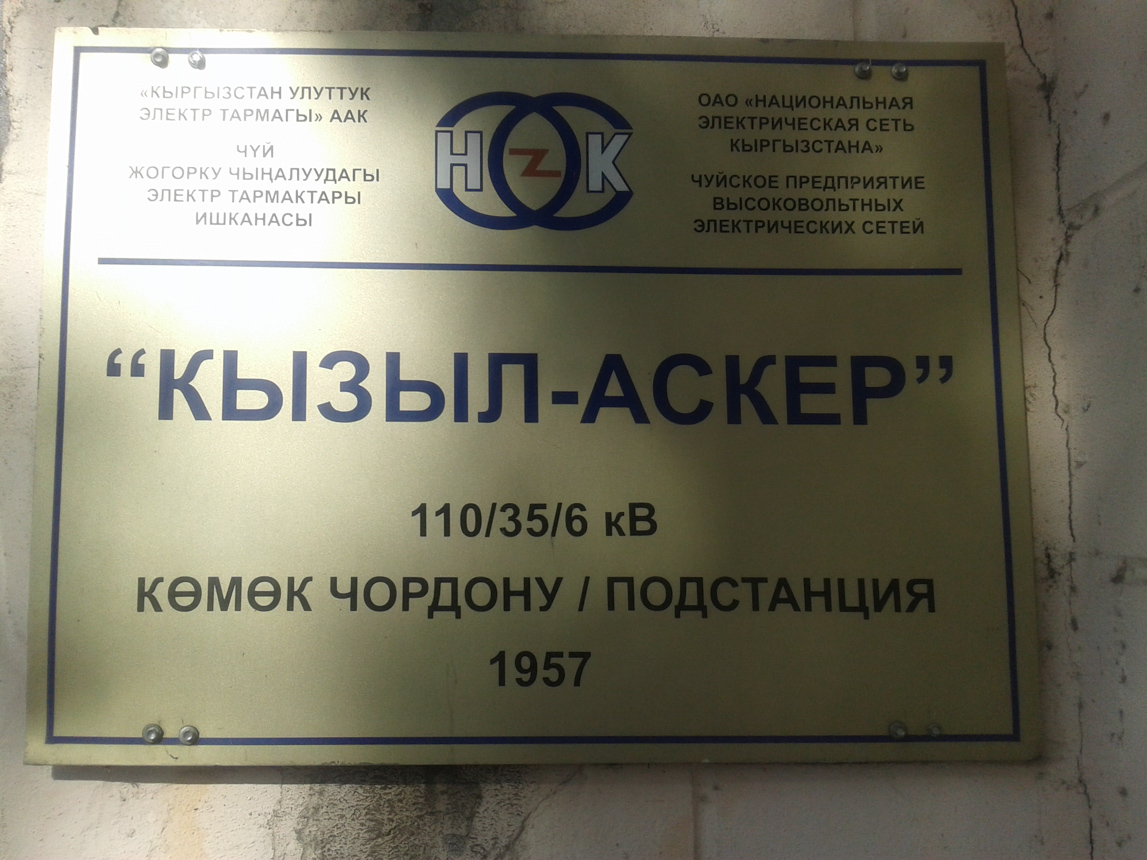 «КЫРГЫЗСТАН УЛУТТУК
ЭЛЕКТР ТАРМАГЫ» ААК
ЧҮЙ
ЖОГОРКУ ЧЫҢАЛУУДАГЫ
ЭЛЕКТР ТАРМАКТАРЫ
ИШКАНАСЫ
Н К
ОАО «НАЦИОНАЛЬНАЯ
ЭЛЕКТРИЧЕСКАЯ СЕТЬ
КЫРГЫЗСТАНА»
ЧУЙСКОЕ ПРЕДПРИЯТИЕ
ВЫСОКОВОЛЬТНЫХ
ЭЛЕКТРИЧЕСКИХ СЕТЕЙ
“КЫЗЫЛ-АСКЕР”
110/35/6 кВ
КӨМӨК ЧОРДОНУ / ПОДСТАНЦИЯ
1957